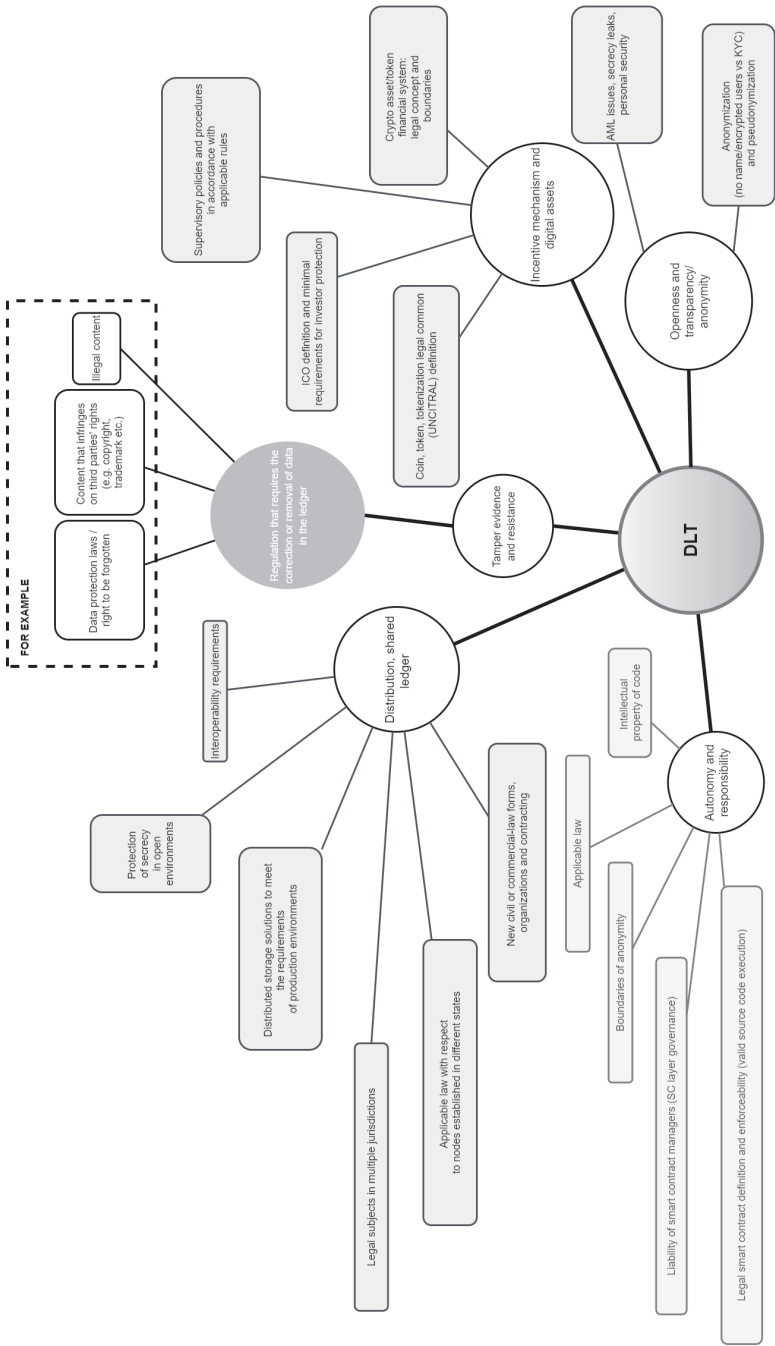 FOR EXAMPLE
Data protection laws /
right to be forgotten
Content that infringes
on third parties' rights
(e.g. copyright,
trademark etc.)
Illegal content
Regulation that requires the
correction or removal of data
in the ledger
Supervisory policies and procedures
in accordance with
applicable rules
ICO definition and minimal
requirements for investor protection
Crypto asset/token
financial system:
legal concept and
boundaries
Coin, token, tokenization legal common
(UNCITRAL) definition
Incentive mechanism and
digital assets
AML issues, secrecy leaks,
personal security
Anonymization
(no name/encrypted users vs KYC)
and pseudonymization
Openness and
transparency/
anonymity
Tamper evidence
and resistance
DLT
Distribution, shared
ledger
Interoperability requirements
Protection
of secrecy
in open
environments
Distributed storage solutions to meet
the requirements
of production environments
Legal subjects in multiple jurisdictions
Applicable law with respect
to nodes established in different states
New civil or commercial-law forms,
organizations and contracting
Autonomy and
responsibility
Intellectual
property of code
Applicable law
Boundaries of anonymity
Liability of smart contract managers (SC layer governance)
Legal smart contract definition and enforceability (valid source code execution)